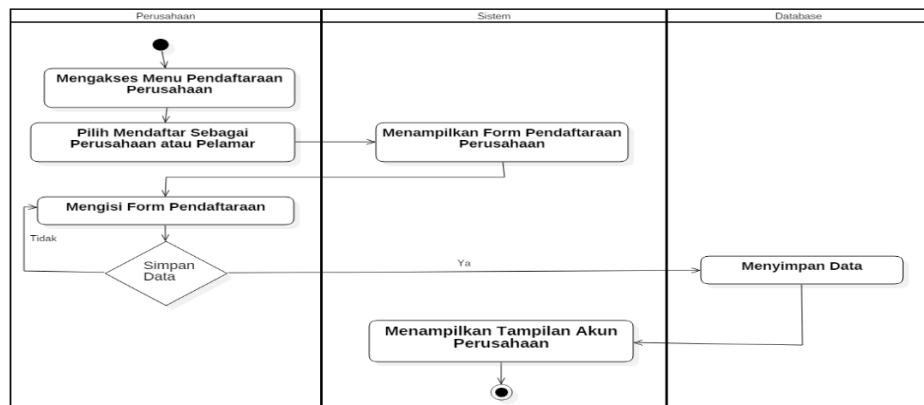 Perusahaan
Sistem
Database
Mengakses Menu Pendaftaraan
Perusahaan
Pilih Mendaftar Sebagai
Perusahaan atau Pelamar
Menampilkan Form Pendaftaraan
Perusahaan
Mengisi Form Pendaftaraan
Tidak
Simpan
Data
Ya
Menyimpan Data
Menampilkan Tampilan Akun
Perusahaan